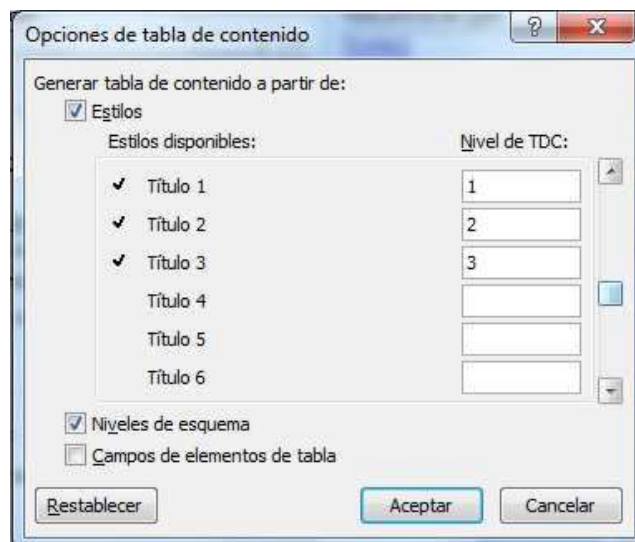 Opciones de tabla de contenido
Generar tabla de contenido a partir de:
Estilos
Estilos disponibles: Nivel de TDC:
Título 1 1
Título 2 2
Título 3 3
Título 4
Título 5
Título 6
Niveles de esquema
Campos de elementos de tabla
Restablecer Aceptar Cancelar